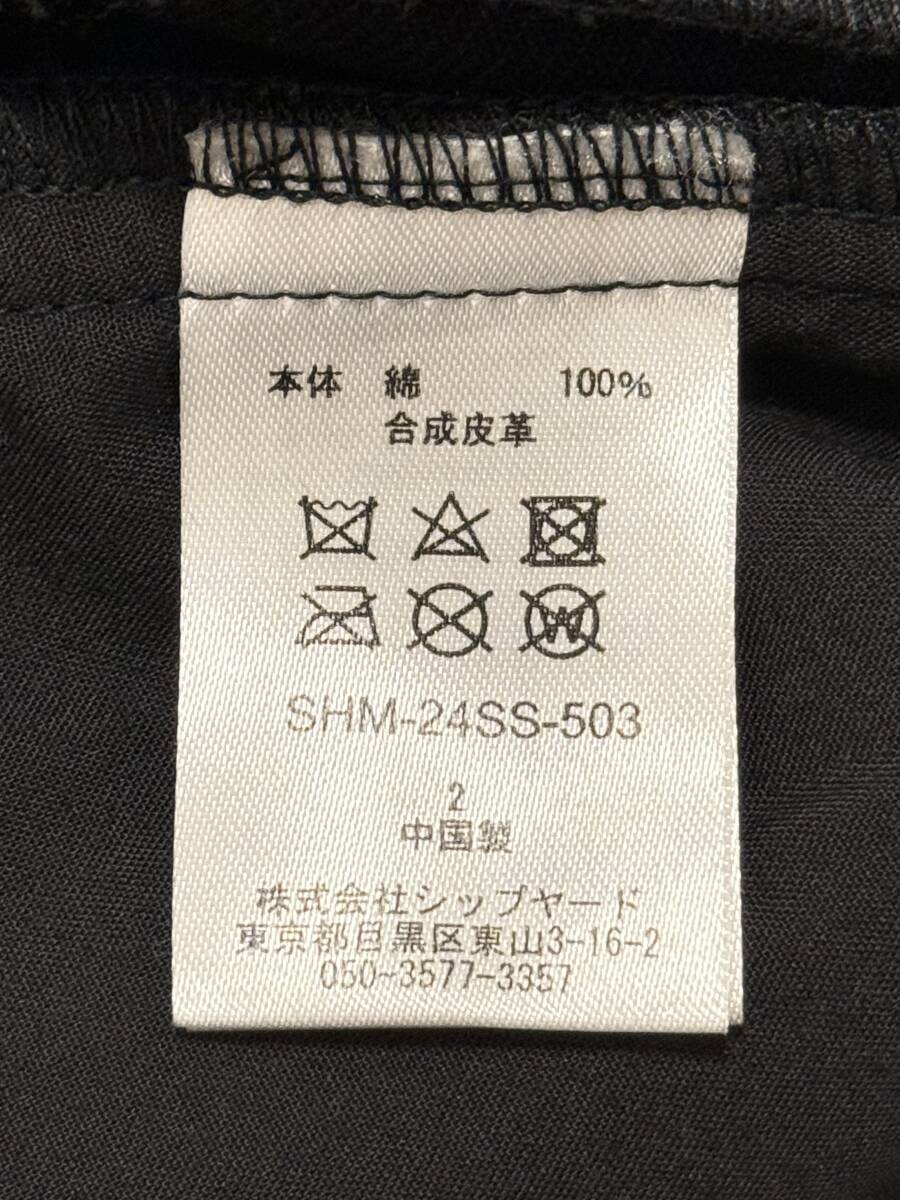 本体 綿 100%
合成皮革
W
SHM-24SS-503
2
中国製
株式会社シップヤード
東京都目黒区東山3-16-2
050-3577-3357